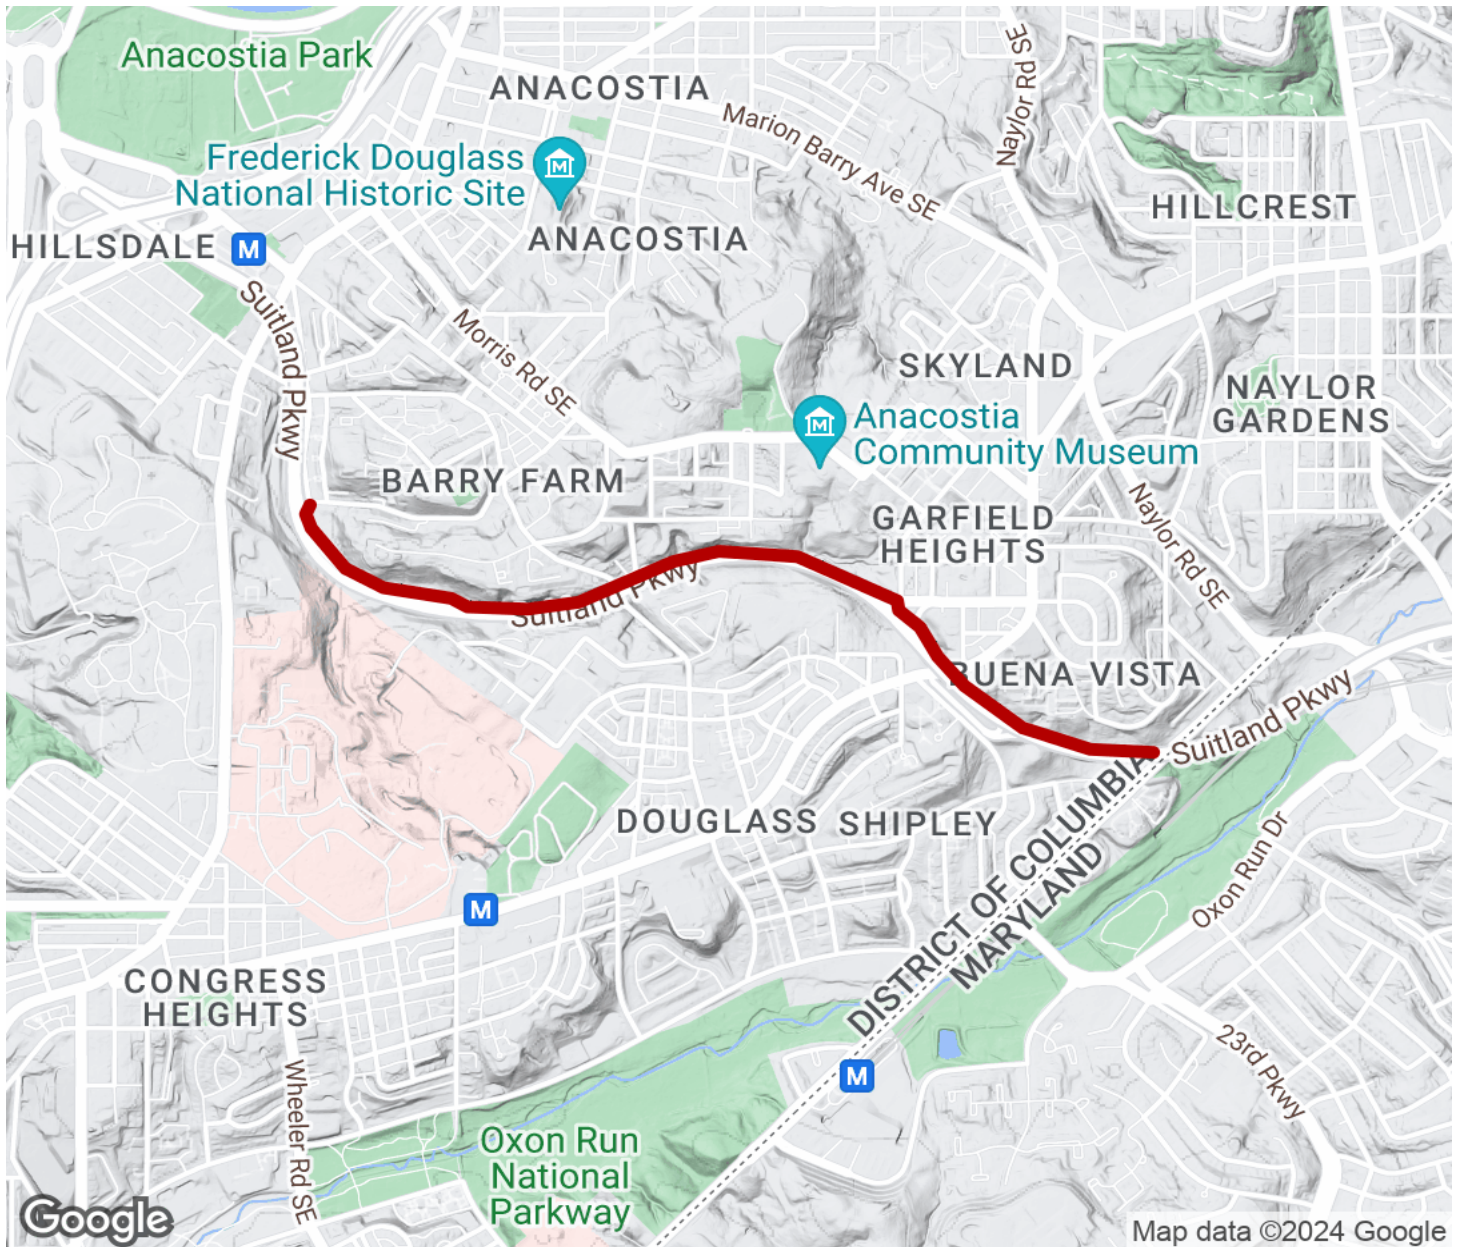 Anacostia Park
ANACOSTIA
Naylor Rd SE
Marion Barry Ave SE
Frederick Douglass
National Historic Site
M
HILLCREST
ANACOSTIA
HILLSDALE
M
Suitland Pkwy
Morris Rd SE
SKYLAND
NAYLOR
GARDENS
M
Anacostia
Community Museum
BARRY FARM
GARFIELD
HEIGHTS
Naylor Rd SE
Suitland Pkwy
BUENA VISTA
Suitland Pkwy
DOUGLASS
SHIPLEY
DISTRICT OF COLUMBIA
MARYLAND
Oxon Run Dr
M
CONGRESS
HEIGHTS
M
23rd Pkwy
Wheeler Rd SE
Oxon Run
National
Parkway
Google
Map data ©2024 Google